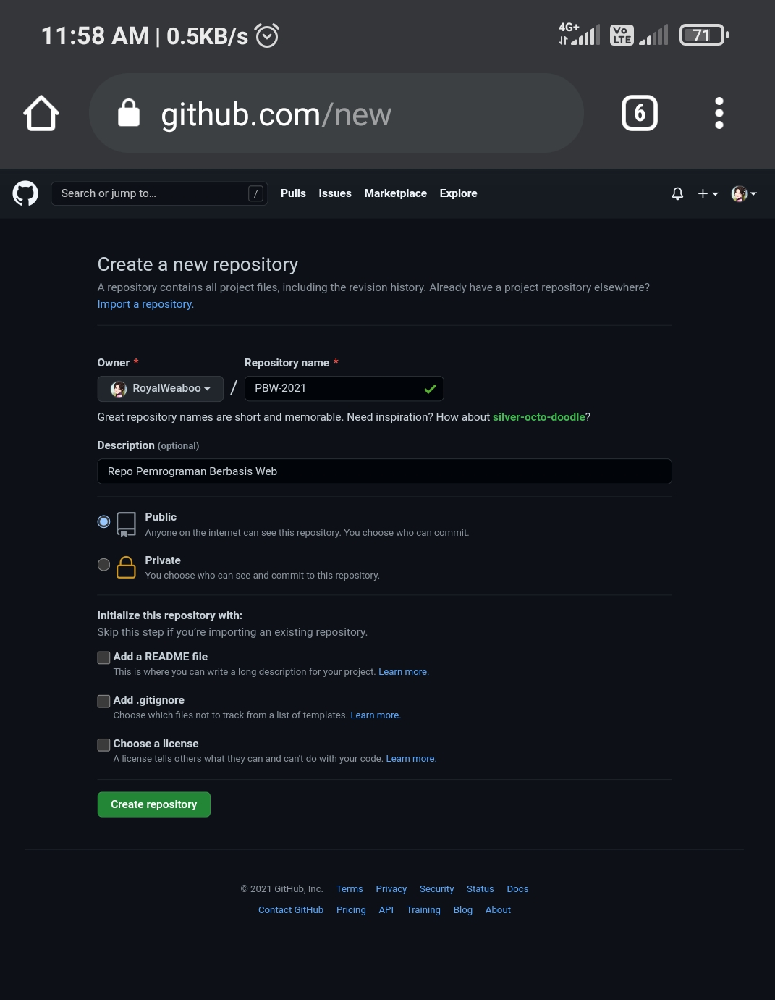 11:58 AM | 0.5KB/s 4G+ Vo LTE 71
github.com/new 6
Search or jump to... / Pulls Issues Marketplace Explore
Create a new repository
A repository contains all project files, including the revision history. Already have a project repository elsewhere?
Import a repository.
Owner * Repository name *
RoyalWeaboo / PBW-2021
Great repository names are short and memorable. Need inspiration? How about silver-octo-doodle?
Description (optional)
Repo Pemrograman Berbasis Web
Public
Anyone on the internet can see this repository. You choose who can commit.
Private
You choose who can see and commit to this repository.
Initialize this repository with:
Skip this step if you're importing an existing repository.
Add a README file
This is where you can write a long description for your project. Learn more.
Add .gitignore
Choose which files not to track from a list of templates. Learn more.
Choose a license
A license tells others what they can and can't do with your code. Learn more.
Create repository
© 2021 GitHub, Inc. Terms Privacy Security Status Docs
Contact GitHub Pricing API Training Blog About